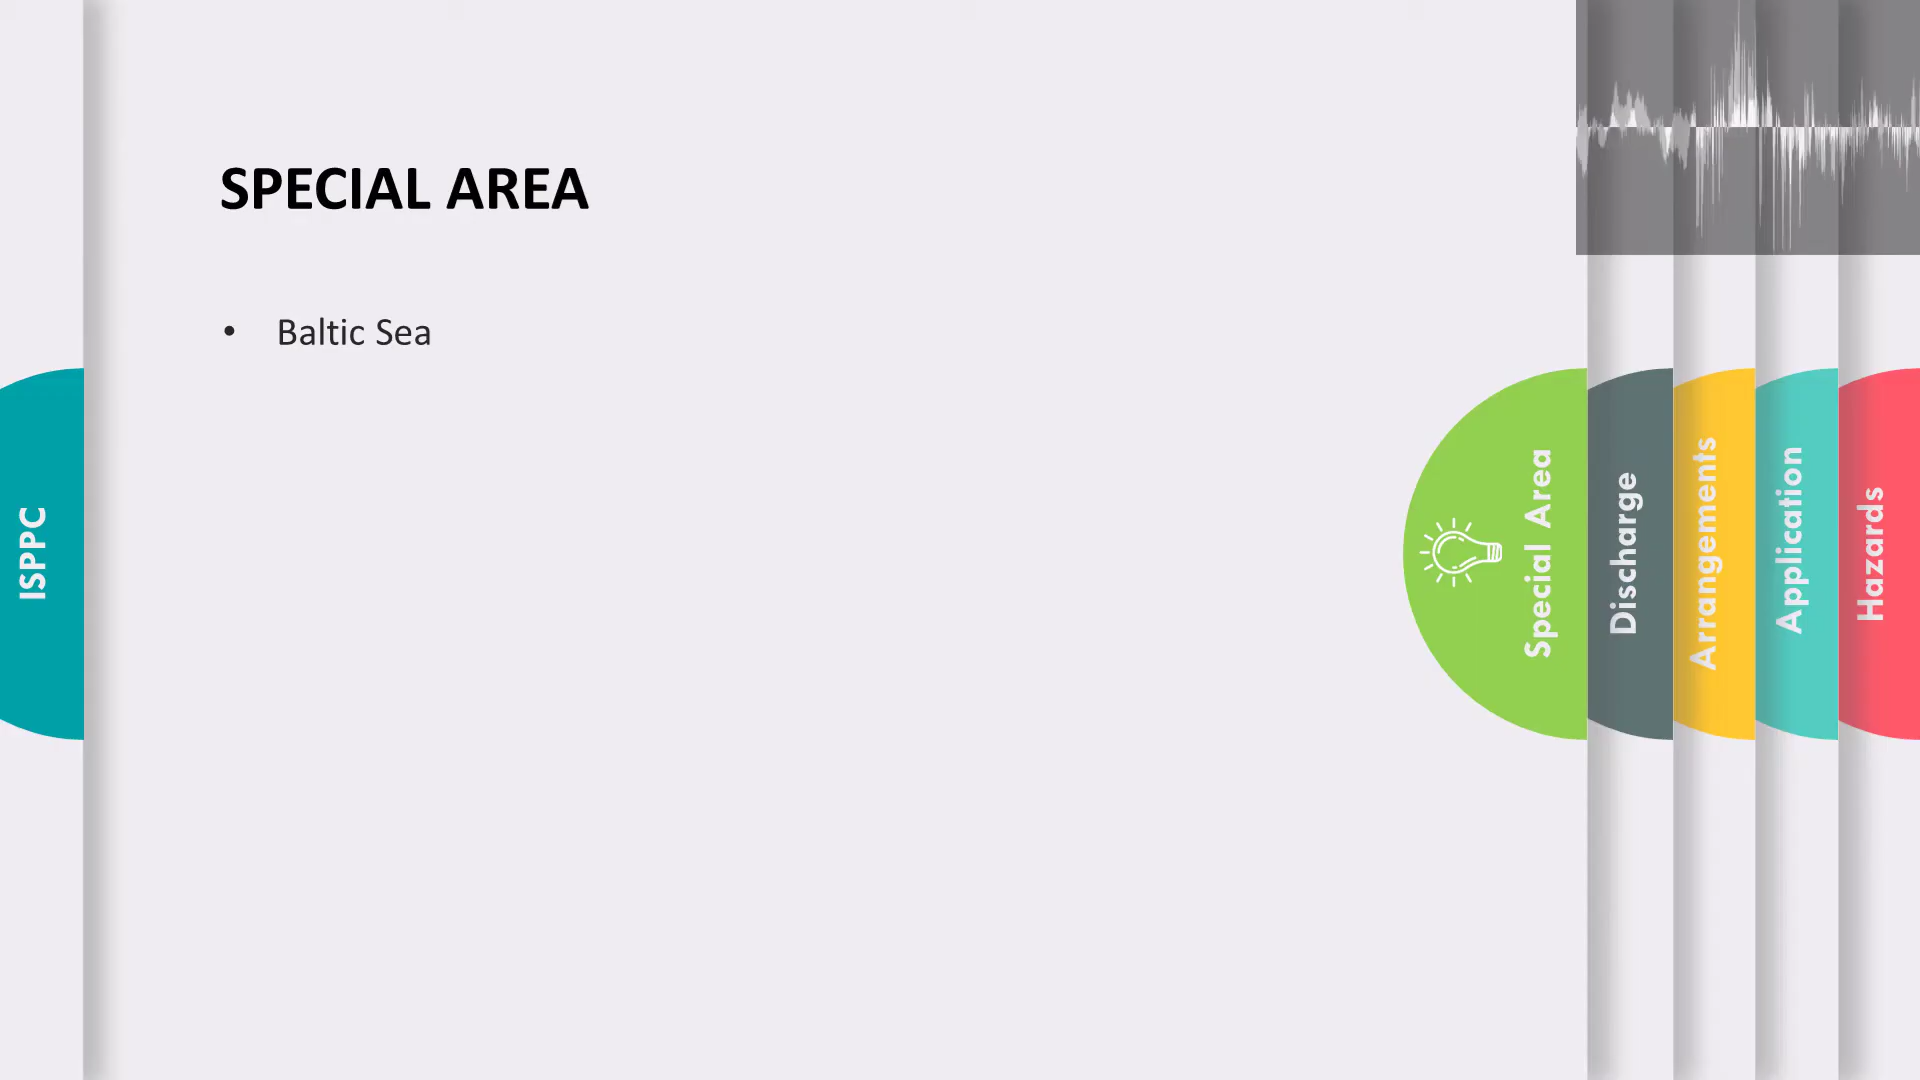 SPECIAL AREA
• Baltic Sea
ISPPC
Special Area
Discharge
Arrangements
Application
Hazards